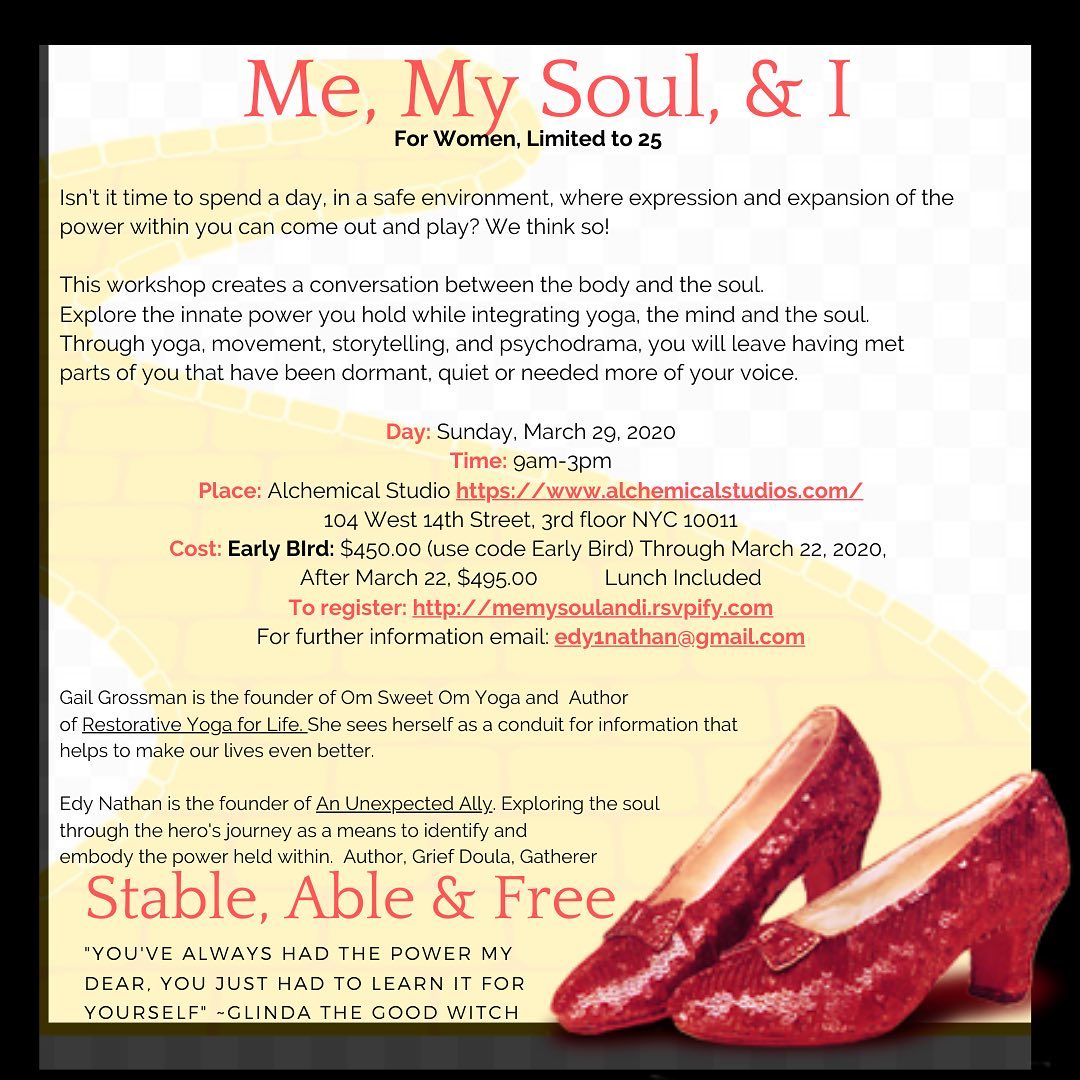 Me, My Soul, & I
For Women, Limited to 25
Isn't it time to spend a day, in a safe environment, where expression and expansion of the
power within you can come out and play? We think so!
This workshop creates a conversation between the body and the soul.
Explore the innate power you hold while integrating yoga, the mind and the soul.
Through yoga, movement, storytelling, and psychodrama, you will leave having met
parts of you that have been dormant, quiet or needed more of your voice.
Day: Sunday, March 29, 2020
Time: 9am-3pm
Place: Alchemical Studio https://www.alchemicalstudios.com/
104 West 14th Street, 3rd floor NYC 10011
Cost: Early BIrd: $450.00 (use code Early Bird) Through March 22, 2020,
After March 22, $495.00 Lunch Included
To register: http://memysoulandi.rsvpify.com
For further information email: edy1nathan@gmail.com
Gail Grossman is the founder of Om Sweet Om Yoga and Author
of Restorative Yoga for Life. She sees herself as a conduit for information that
helps to make our lives even better.
Edy Nathan is the founder of An Unexpected Ally. Exploring the soul
through the hero's journey as a means to identify and
embody the power held within. Author, Grief Doula, Gatherer
Stable, Able & Free
"YOU'VE ALWAYS HAD THE POWER MY
DEAR, YOU JUST HAD TO LEARN IT FOR
YOURSELF" ~GLINDA THE GOOD WITCH